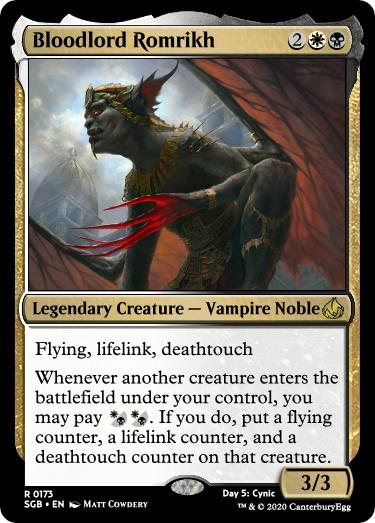 Bloodlord Romrikh 2
Legendary Creature — Vampire Noble
Flying, lifelink, deathtouch
Whenever another creature enters the
battlefield under your control, you
may pay . If you do, put a flying
counter, a lifelink counter, and a
deathtouch counter on that creature.
3/3
R 0173 Day 5: Cynic
SGB • EN Matt Cowdery ™ & © 2020 CanterburyEgg